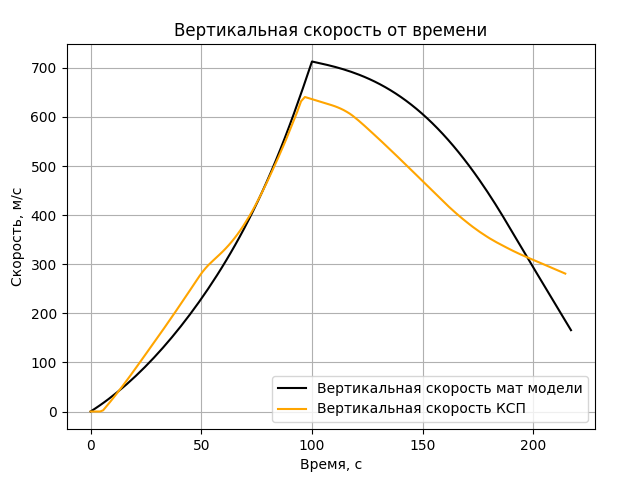 Вертикальная скорость от времени
Скорость, м/с
700
600
500
400
300
200
100
0
0 50 100 150 200
Время, с
Вертикальная скорость мат модели
Вертикальная скорость КСП